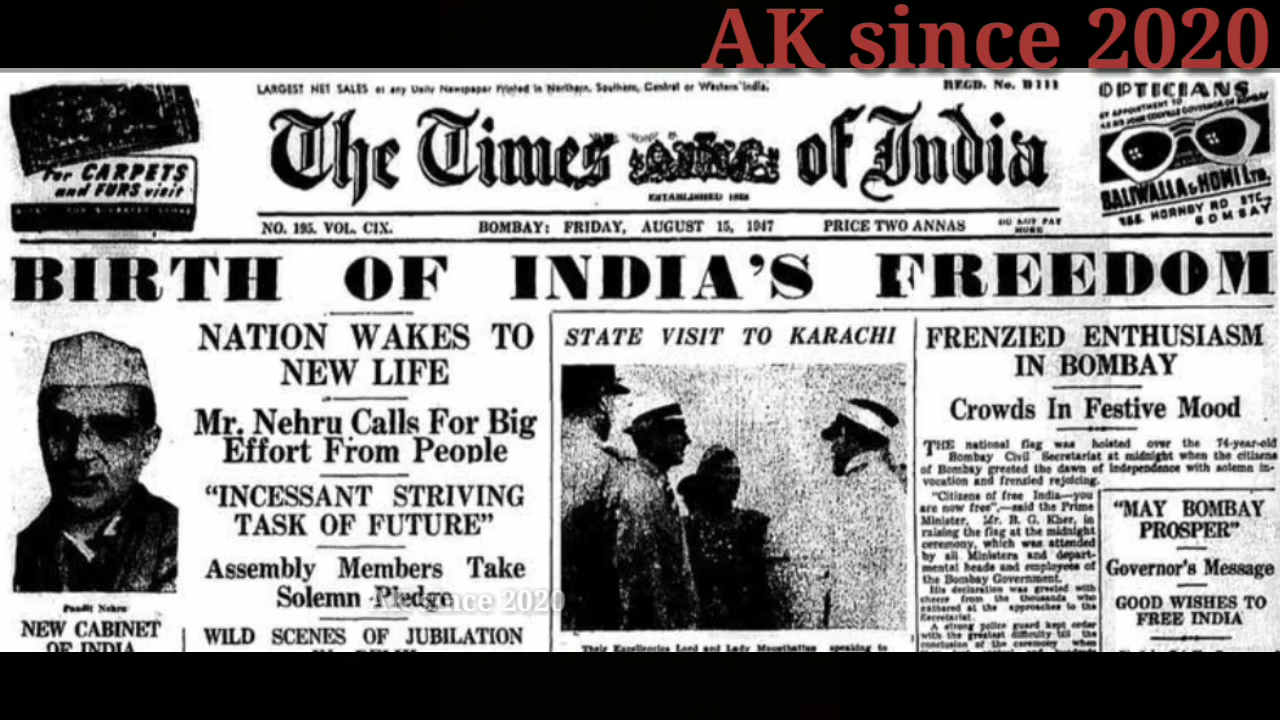 AK since 2020
LARGEST NET SALES of any Daily Newspaper Printed in Northern, Southern, Central or Western India.
REGD. No. B 111
For CARPETS
and FURS visit
The Times of India
ESTABLISHED 1838
OPTICIANS
BY APPOINTMENT TO
BALIWALLA & HOMI LTD.
HORNBY RD
BOMBAY
NO. 195. VOL. CIX.
BOMBAY: FRIDAY, AUGUST 15, 1947
PRICE TWO ANNAS
DO NOT PAY
MORE
BIRTH OF INDIA'S FREEDOM
Pandit Nehru
NEW CABINET
OF INDIA
NATION WAKES TO
NEW LIFE
Mr. Nehru Calls For Big
Effort From People
"INCESSANT STRIVING
TASK OF FUTURE"
Assembly Members Take
Solemn Pledge
AK since 2020
WILD SCENES OF JUBILATION
STATE VISIT TO KARACHI
Their Excellencies Lord and Lady Mountbatten speaking to
FRENZIED ENTHUSIASM
IN BOMBAY
Crowds In Festive Mood
THE national flag was hoisted over the 74-year-old
Bombay Civil Secretariat at midnight when the citizens
of Bombay greeted the dawn of independence with solemn in-
vocation and frenzied rejoicing.
"Citizens of free India—you
are now free",—said the Prime
Minister, Mr. B. G. Kher, in
raising the flag at the midnight
ceremony, which was attended
by all Ministers and depart-
mental heads and employees of
the Bombay Government.
His declaration was greeted with
cheers from the thousands who
gathered at the approaches to the
Secretariat.
A strong police guard kept order
with the greatest difficulty till the
conclusion of the ceremony when
"MAY BOMBAY
PROSPER"
Governor's Message
GOOD WISHES TO
FREE INDIA